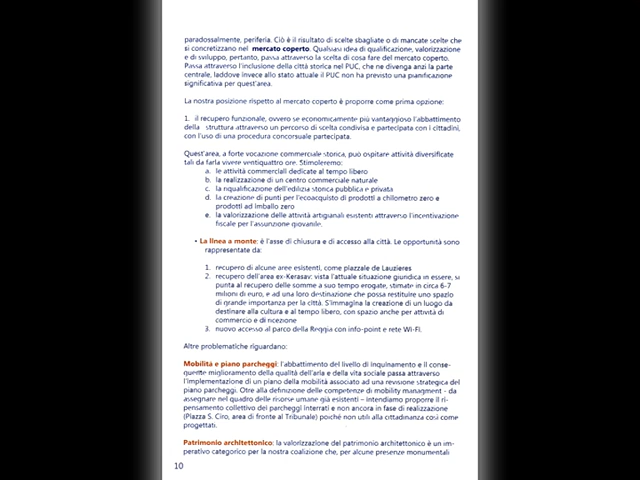 paradossalmente, periferia. Ciò è il risultato di scelte sbagliate o di mancate scelte che
si concretizzano nel mercato coperto. Qualsiasi idea di qualificazione, valorizzazione
e di sviluppo, pertanto, passa attraverso la scelta di cosa fare del mercato coperto.
Passa attraverso l'inclusione della città storica nel PUC, che ne divenga anzi la parte
centrale, laddove invece allo stato attuale il PUC non ha previsto una pianificazione
significativa per quest'area.
La nostra posizione rispetto al mercato coperto è proporre come prima opzione:
1. il recupero funzionale, ovvero se economicamente più vantaggioso l'abbattimento
della struttura attraverso un percorso di scelta condivisa e partecipata con i cittadini,
con l'uso di una procedura concorsuale partecipata.
Quest'area, a forte vocazione commerciale storica, può ospitare attività diversificate
tali da farla vivere ventiquattro ore. Stimoleremo:
a. le attività commerciali dedicate al tempo libero
b. la realizzazione di un centro commerciale naturale
c. la riqualificazione dell'edilizia storica pubblica e privata
d. la creazione di punti per l'ecoacquisto di prodotti a chilometro zero e
prodotti ad imballo zero
e. la valorizzazione delle attività artigianali esistenti attraverso l'incentivazione
fiscale per l'assunzione giovanile.
• La linea a monte: è l'asse di chiusura e di accesso alla città. Le opportunità sono
rappresentate da:
1. recupero di alcune aree esistenti, come piazzale de Lauzieres
2. recupero dell'area ex-Kerasav: vista l'attuale situazione giuridica in essere, si
punta al recupero delle somme a suo tempo erogate, stimate in circa 6-7
milioni di euro, e ad una loro destinazione che possa restituire uno spazio
di grande importanza per la città. S'immagina la creazione di un luogo da
destinare alla cultura e al tempo libero, con spazio anche per attività di
commercio e di ricezione
3. nuovo accesso al parco della Reggia con info-point e rete Wi-Fi.
Altre problematiche riguardano:
Mobilità e piano parcheggi: l'abbattimento del livello di inquinamento e il conse-
quente miglioramento della qualità dell'aria e della vita sociale passa attraverso
l'implementazione di un piano della mobilità associato ad una revisione strategica del
piano parcheggi. Otre alla definizione delle competenze di mobility managment - da
assegnare nel quadro delle risorse umane già esistenti – intendiamo proporre il ri-
pensamento collettivo dei parcheggi interrati e non ancora in fase di realizzazione
(Piazza S. Ciro, area di fronte al Tribunale) poiché non utili alla cittadinanza così come
progettati.
Patrimonio architettonico: la valorizzazione del patrimonio architettonico è un im-
perativo categorico per la nostra coalizione che, per alcune presenze monumentali
10